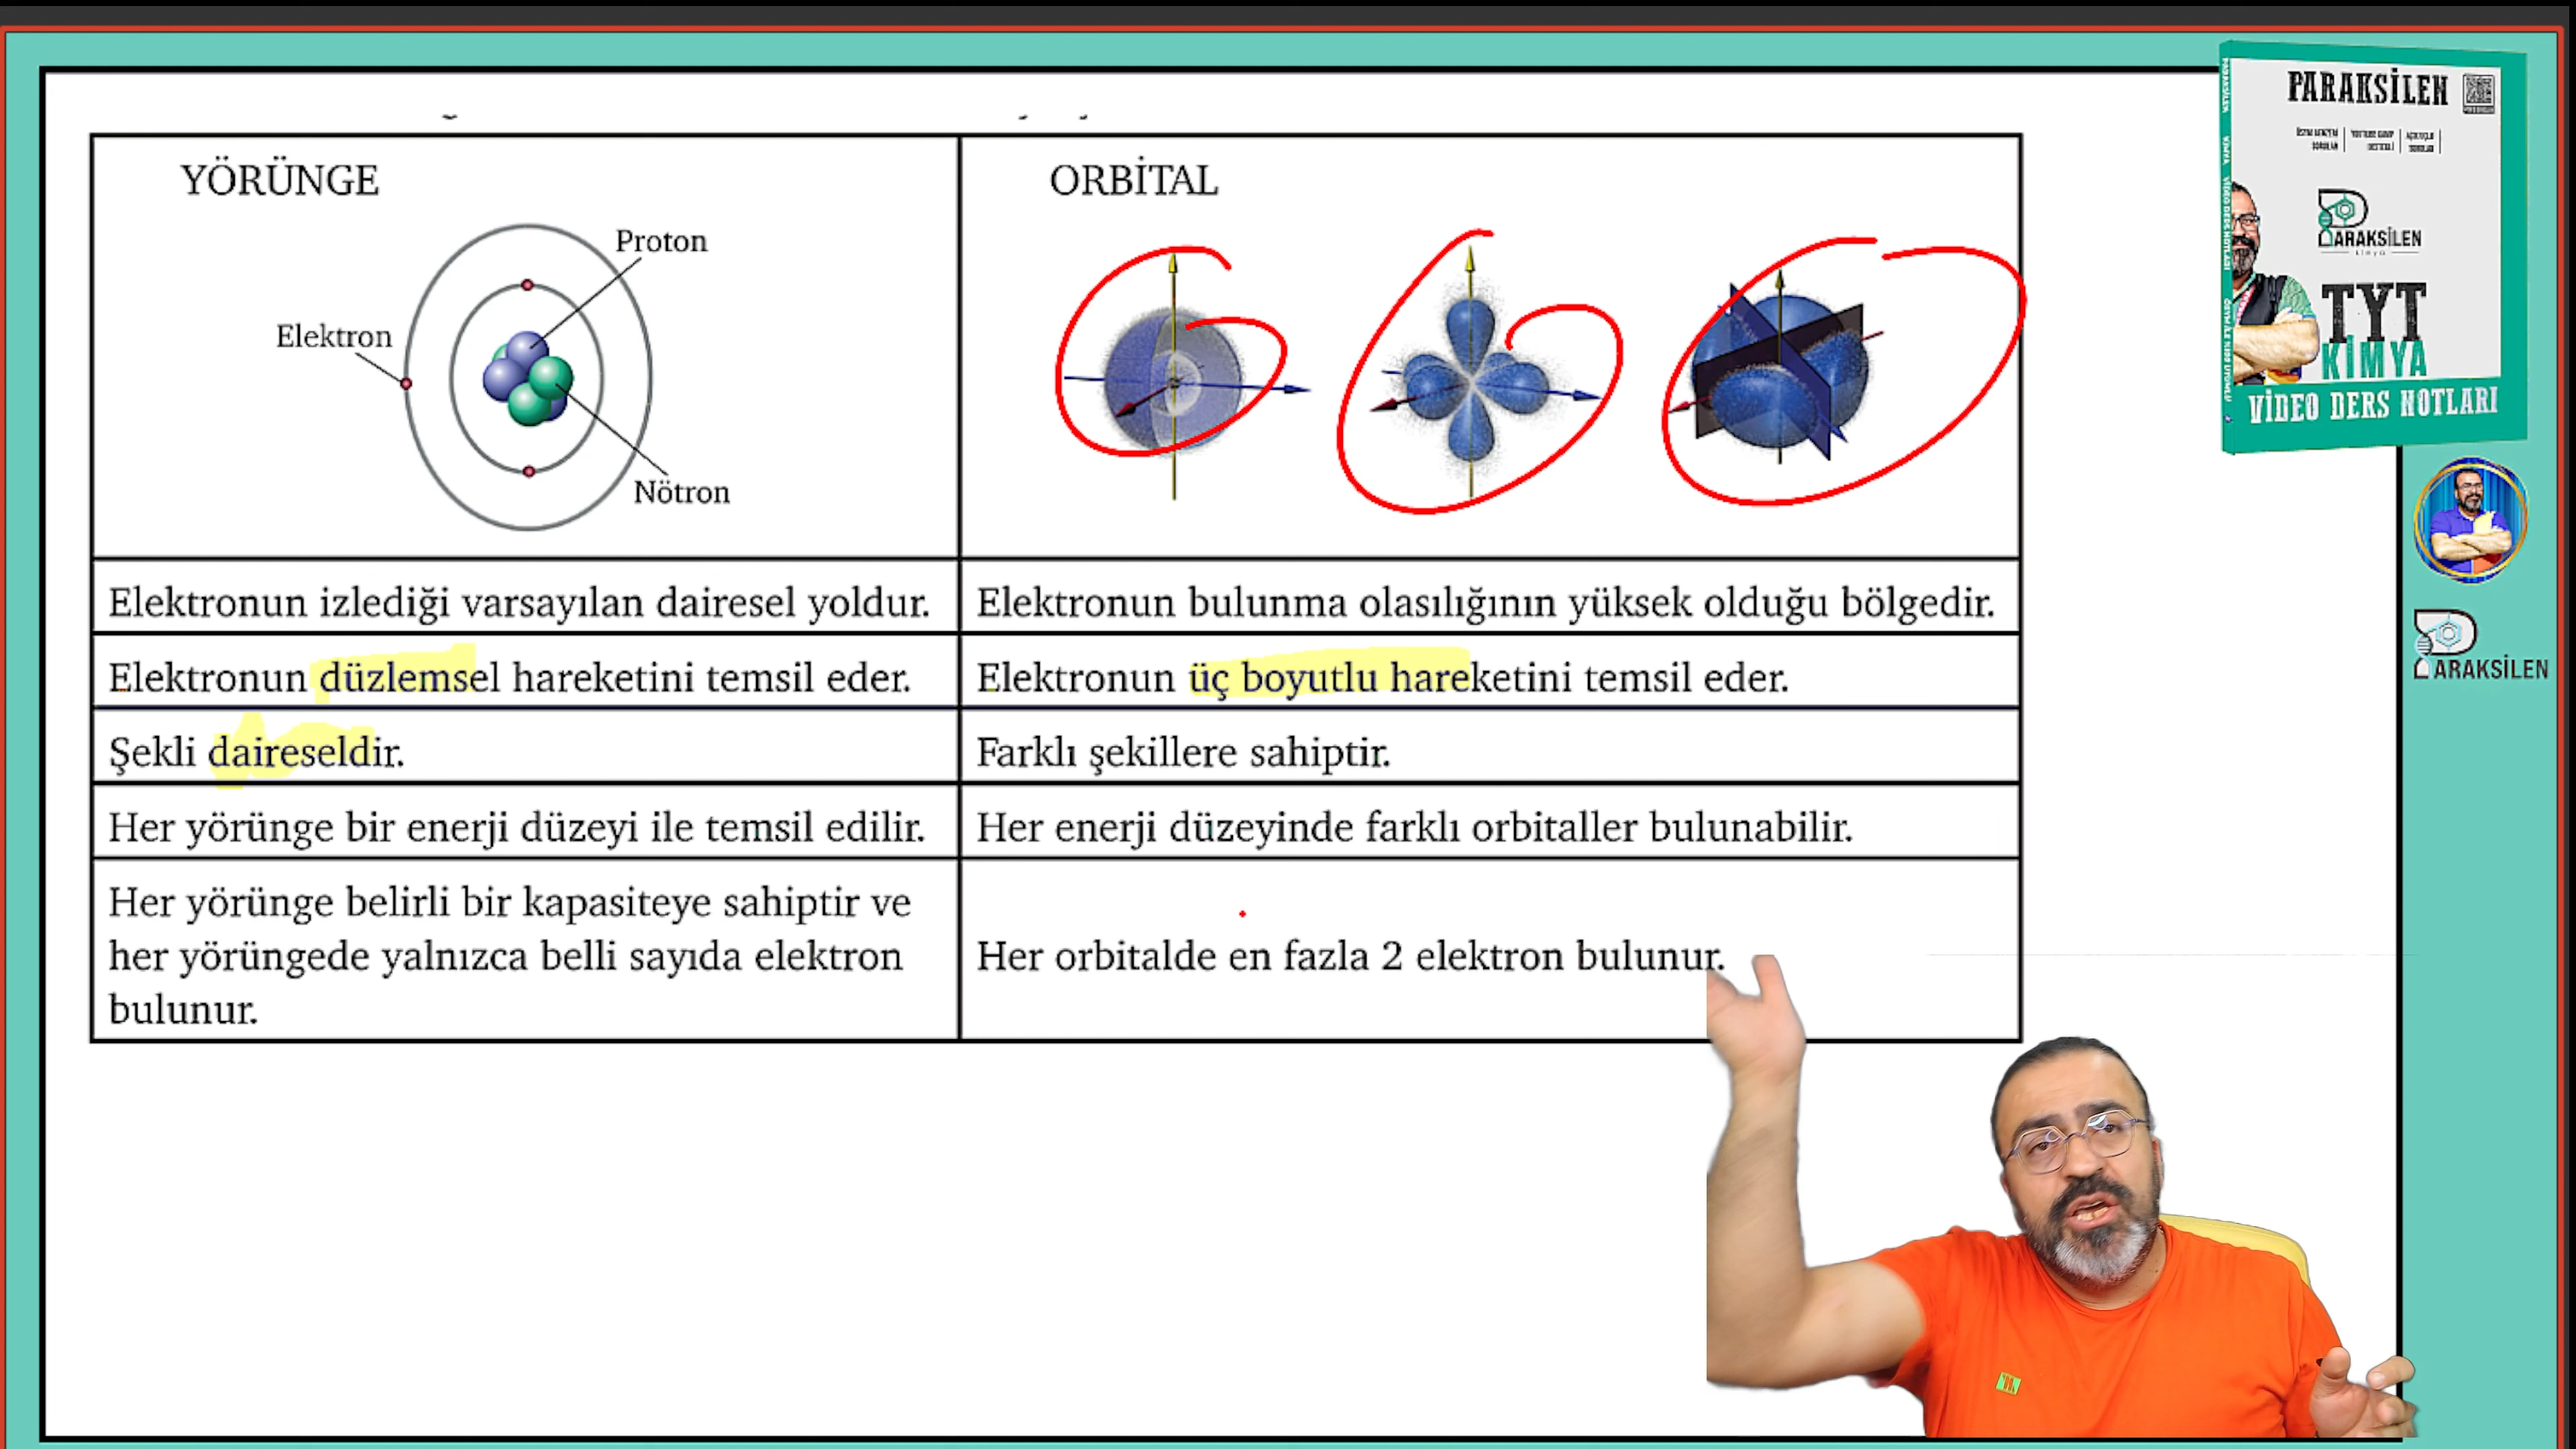 YÖRÜNGE
Proton
Elektron
Nötron
ORBİTAL
Elektronun izlediği varsayılan dairesel yoldur.
Elektronun bulunma olasılığının yüksek olduğu bölgedir.
Elektronun düzlemsel hareketini temsil eder.
Elektronun üç boyutlu hareketini temsil eder.
Şekli daireseldir.
Farklı şekillere sahiptir.
Her yörünge bir enerji düzeyi ile temsil edilir.
Her enerji düzeyinde farklı orbitaller bulunabilir.
Her yörünge belirli bir kapasiteye sahiptir ve
her yörüngede yalnızca belli sayıda elektron
bulunur.
Her orbitalde en fazla 2 elektron bulunur.
PARAKSİLEN
PARAKSİLEN
kimya
TYT
KİMYA
VİDEO DERS NOTLARI
PARAKSİLEN